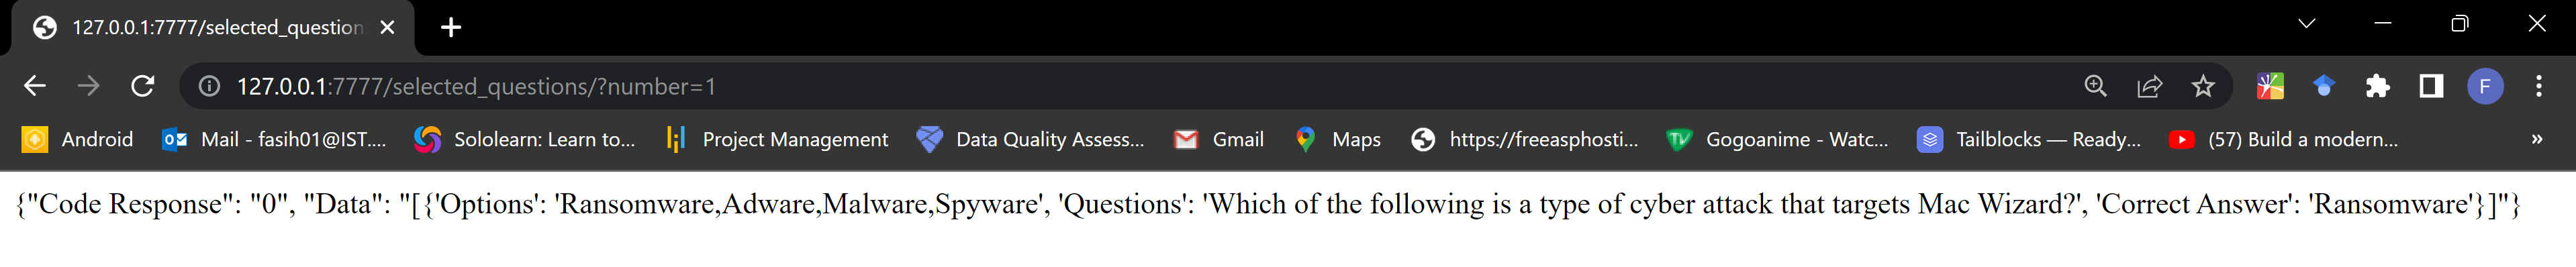 127.0.0.1:7777/selected_question
127.0.0.1:7777/selected_questions/?number=1
F
Android Mail - fasih01@IST.... Sololearn: Learn to... Project Management Data Quality Assess... Gmail Maps https://freeasphosti... Gogoanime - Watc... Tailblocks — Ready... (57) Build a modern... »
{"Code Response": "0", "Data": "[{'Options': 'Ransomware,Adware,Malware,Spyware', 'Questions': 'Which of the following is a type of cyber attack that targets Mac Wizard?', 'Correct Answer': 'Ransomware'}]"}